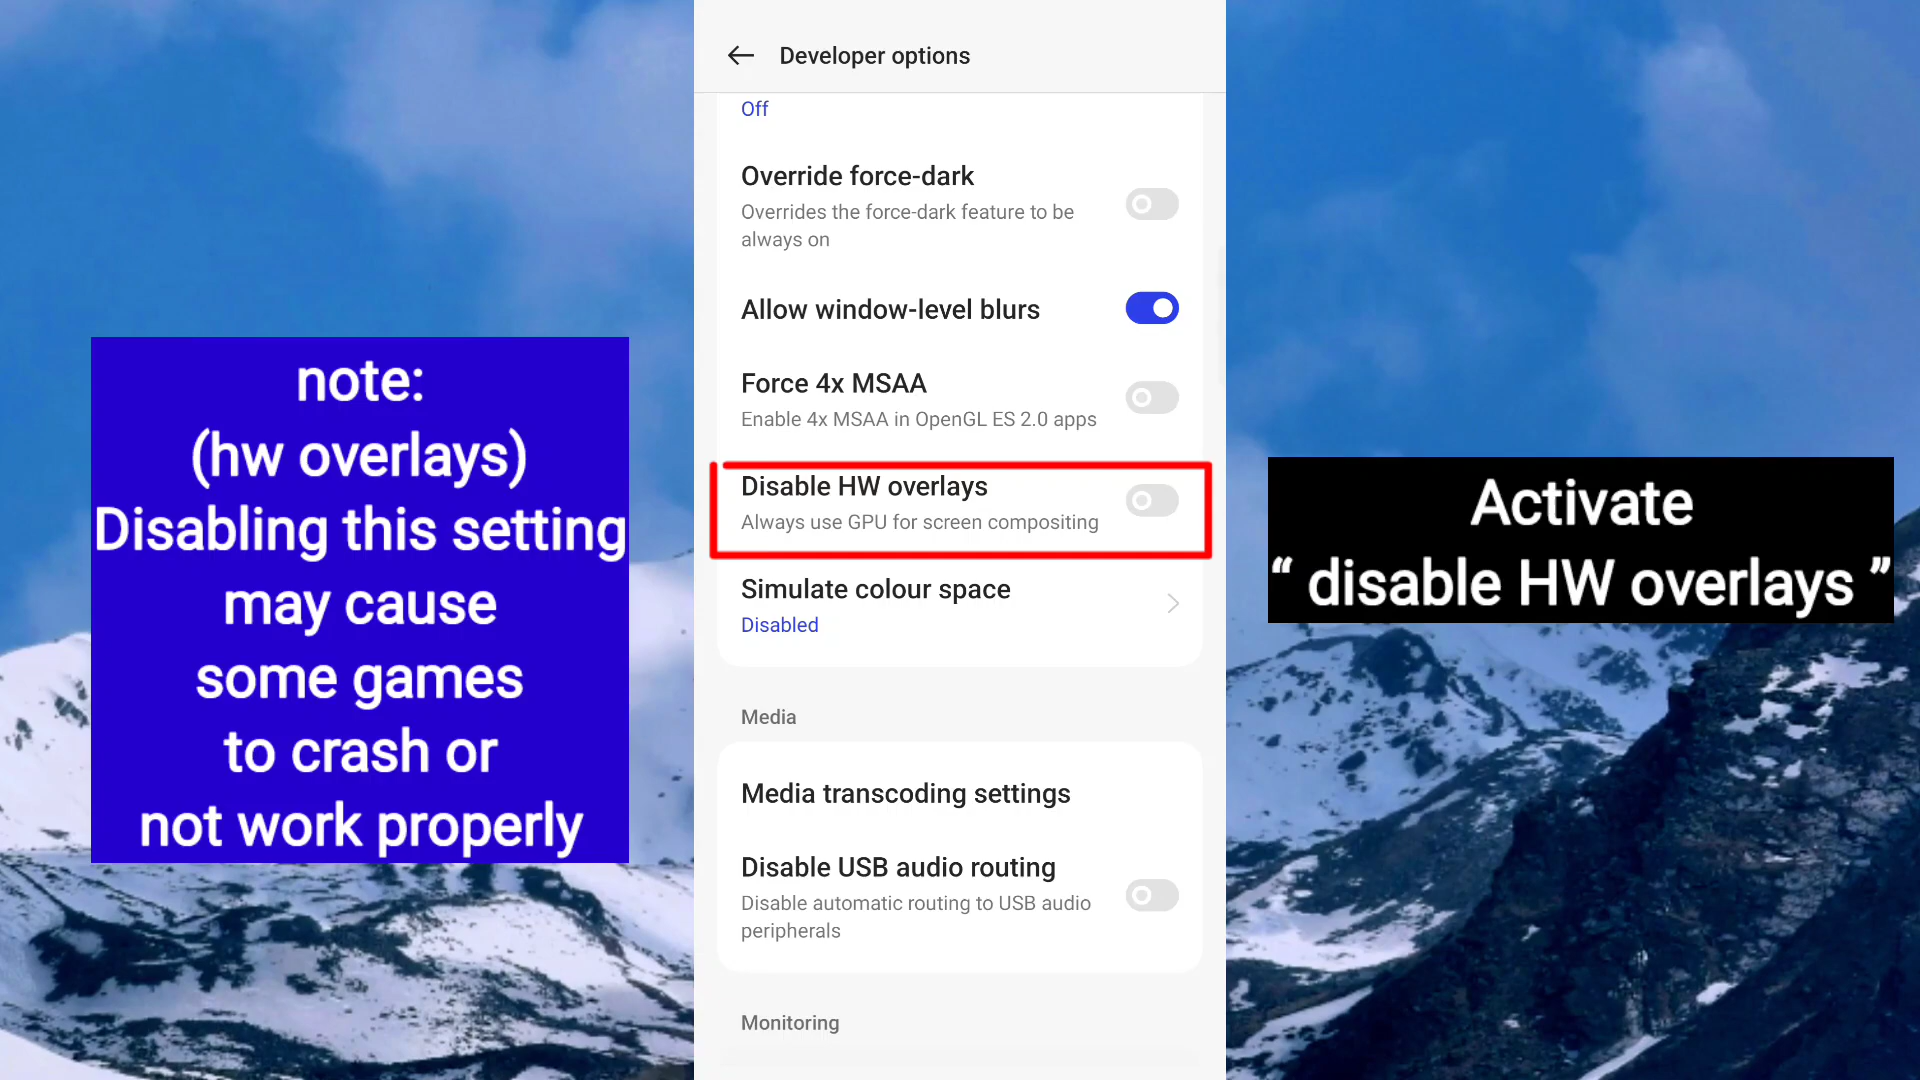 note:
(hw overlays)
Disabling this setting
may cause
some games
to crash or
not work properly
Developer options
Off
Override force-dark
Overrides the force-dark feature to be
always on
Allow window-level blurs
Force 4x MSAA
Enable 4x MSAA in OpenGL ES 2.0 apps
Disable HW overlays
Always use GPU for screen compositing
Simulate colour space
Disabled
Media
Media transcoding settings
Disable USB audio routing
Disable automatic routing to USB audio
peripherals
Monitoring
Activate
“ disable HW overlays ”